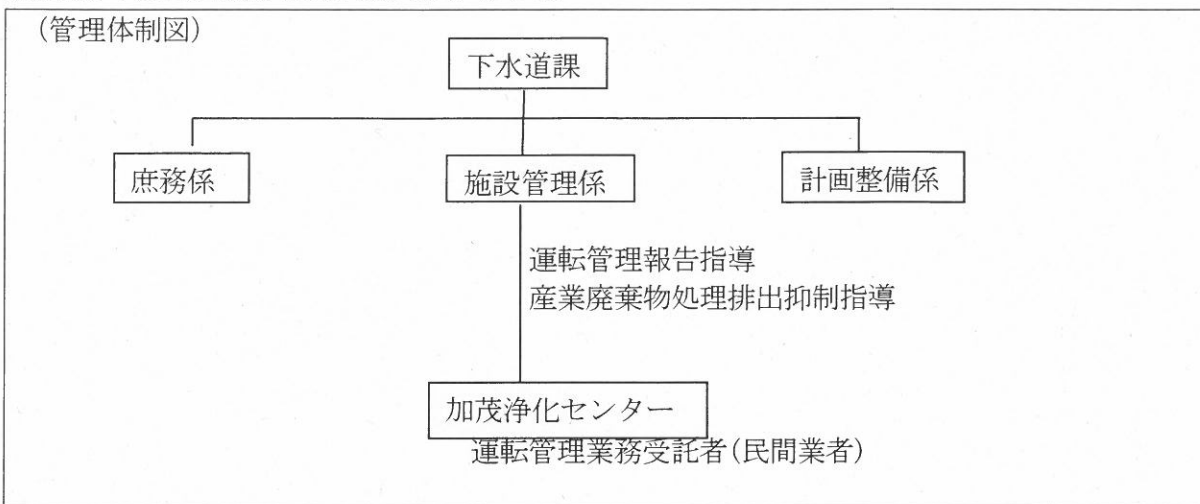 (管理体制図)
下水道課
庶務係
施設管理係
計画整備係
運転管理報告指導
産業廃棄物処理排出抑制指導
加茂浄化センター
運転管理業務受託者(民間業者)